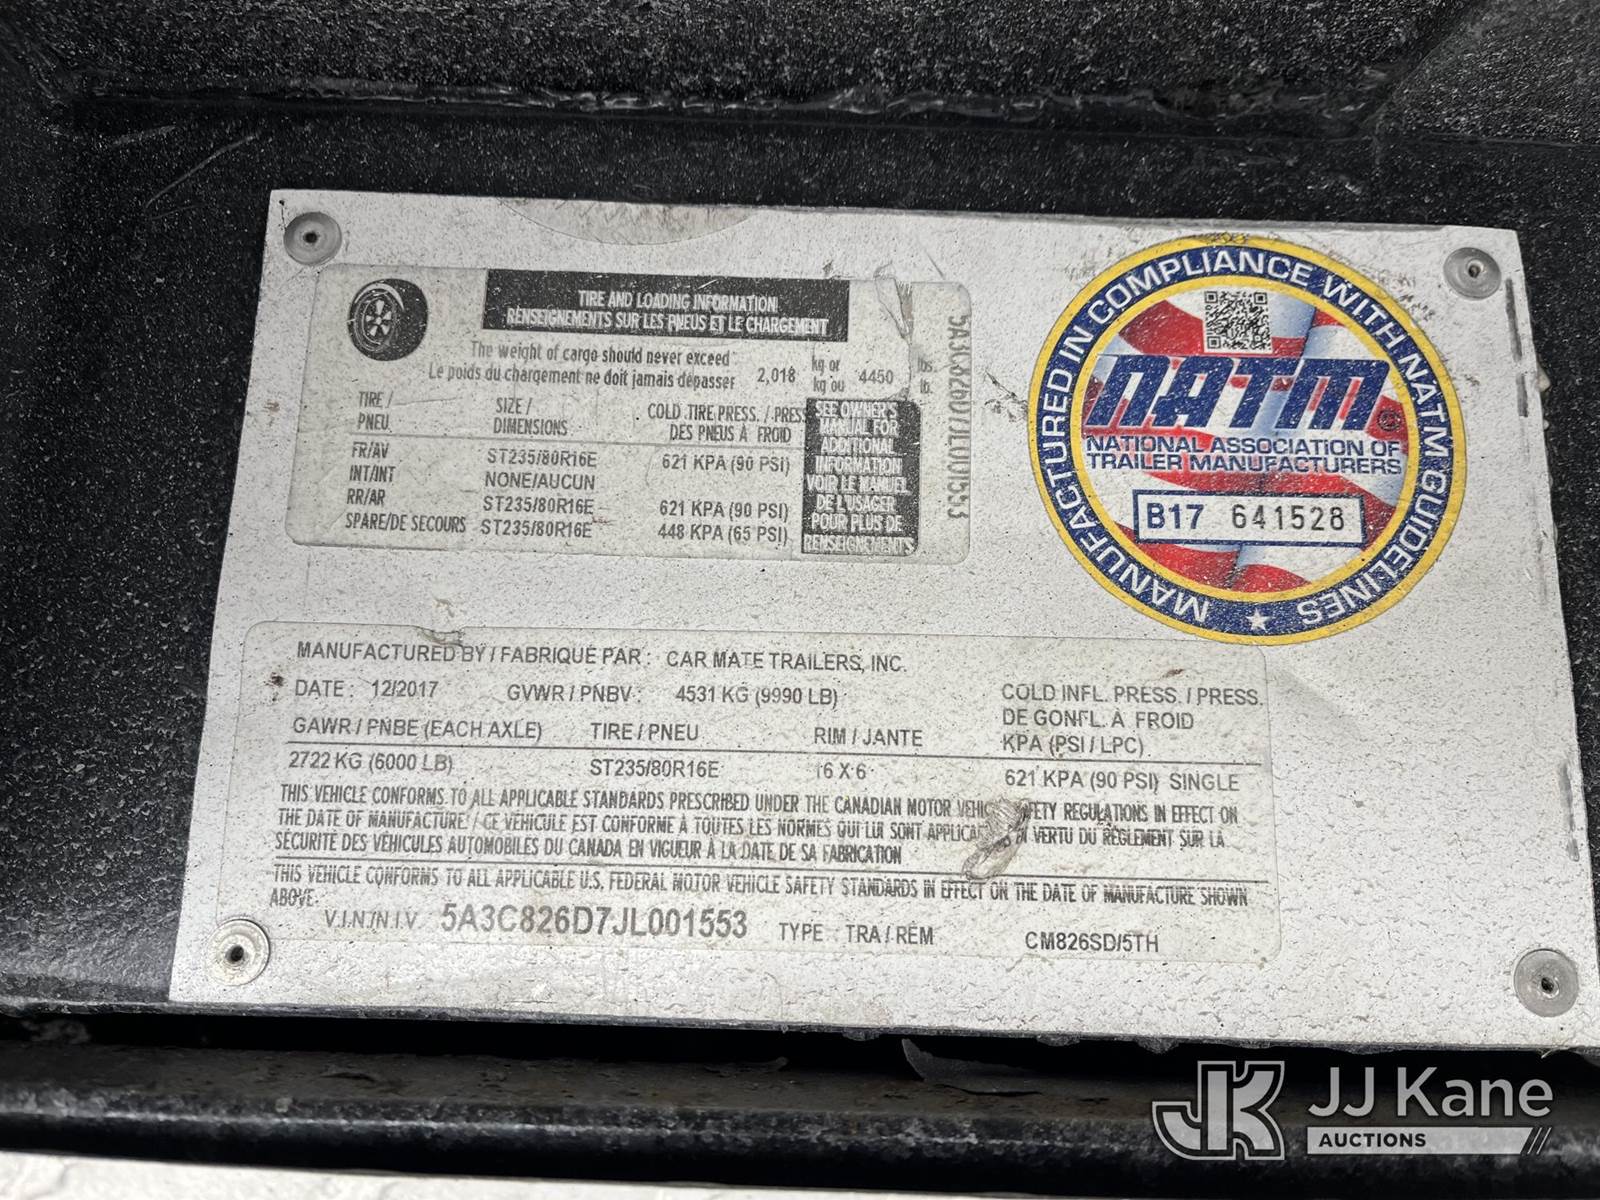 TIRE AND LOADING INFORMATION
RENSEIGNEMENTS SUR LES PNEUS ET LE CHARGEMENT
The weight of cargo should never exceed
Le poids du chargement ne doit jamais dépasser
2,018
kg or
kg ou
4450
lbs.
lb.
TIRE / SIZE / COLD TIRE PRESS. / PRESS
PNEU DIMENSIONS DES PNEUS À FROID
FR/AV ST235/80R16E 621 KPA (90 PSI)
INT/INT NONE/AUCUN
RR/AR ST235/80R16E 621 KPA (90 PSI)
SPARE/DE SECOURS ST235/80R16E 448 KPA (65 PSI)
SEE OWNER'S
MANUAL FOR
ADDITIONAL
INFORMATION
VOIR LE MANUEL
DE L'USAGER
POUR PLUS DE
RENSEIGNEMENTS
5A3C826D7JL001553
MANUFACTURED IN COMPLIANCE WITH NATM GUIDELINES
NATM
NATIONAL ASSOCIATION OF
TRAILER MANUFACTURERS
B17 641528
MANUFACTURED BY / FABRIQUÉ PAR : CAR MATE TRAILERS, INC.
DATE : 12/2017 GVWR / PNBV : 4531 KG (9990 LB)
COLD INFL. PRESS. / PRESS.
DE GONFL. À FROID
KPA (PSI / LPC)
GAWR / PNBE (EACH AXLE) TIRE / PNEU RIM / JANTE
2722 KG (6000 LB) ST235/80R16E 16 X 6 621 KPA (90 PSI) SINGLE
THIS VEHICLE CONFORMS TO ALL APPLICABLE STANDARDS PRESCRIBED UNDER THE CANADIAN MOTOR REGULATIONS IN EFFECT ON
THE DATE OF MANUFACTURE. / CE VÉHICULE EST CONFORME À TOUTES LES NORMES QUI LUI SONT EN VERTU DU RÈGLEMENT SUR LA
SÉCURITÉ DES VÉHICULES AUTOMOBILES DU CANADA EN VIGUEUR À LA DATE DE SA FABRICATION
THIS VEHICLE CONFORMS TO ALL APPLICABLE U.S. FEDERAL MOTOR VEHICLE SAFETY STANDARDS IN EFFECT ON THE DATE OF MANUFACTURE SHOWN
ABOVE.
V.I.N./N.I.V. 5A3C826D7JL001553 TYPE : TRA / REM CM826SD/5TH
JK JJ Kane
AUCTIONS